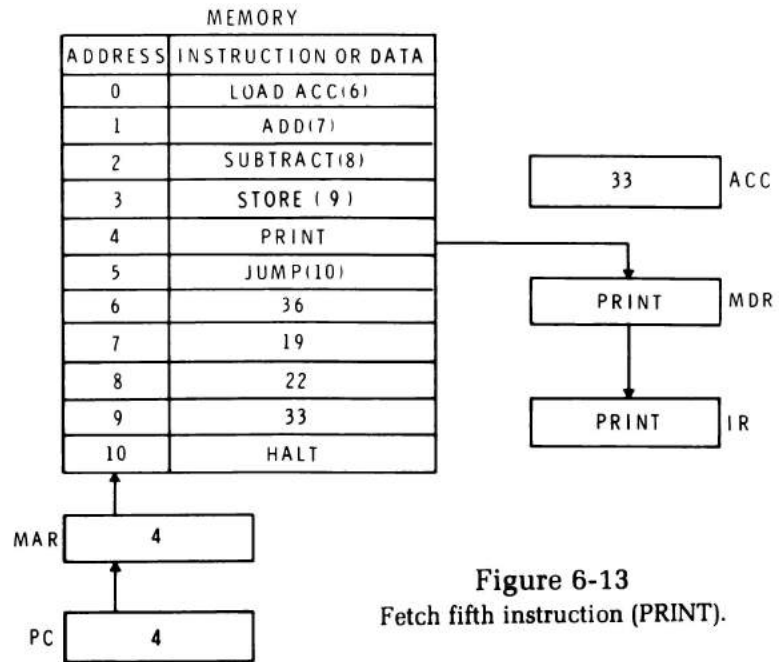 MEMORY
ADDRESS INSTRUCTION OR DATA
0 LOAD ACC(6)
1 ADD(7)
2 SUBTRACT(8)
3 STORE (9)
4 PRINT
5 JUMP(10)
6 36
7 19
8 22
9 33
10 HALT
33 ACC
PRINT MDR
PRINT IR
MAR 4
PC 4
Figure 6-13
Fetch fifth instruction (PRINT).